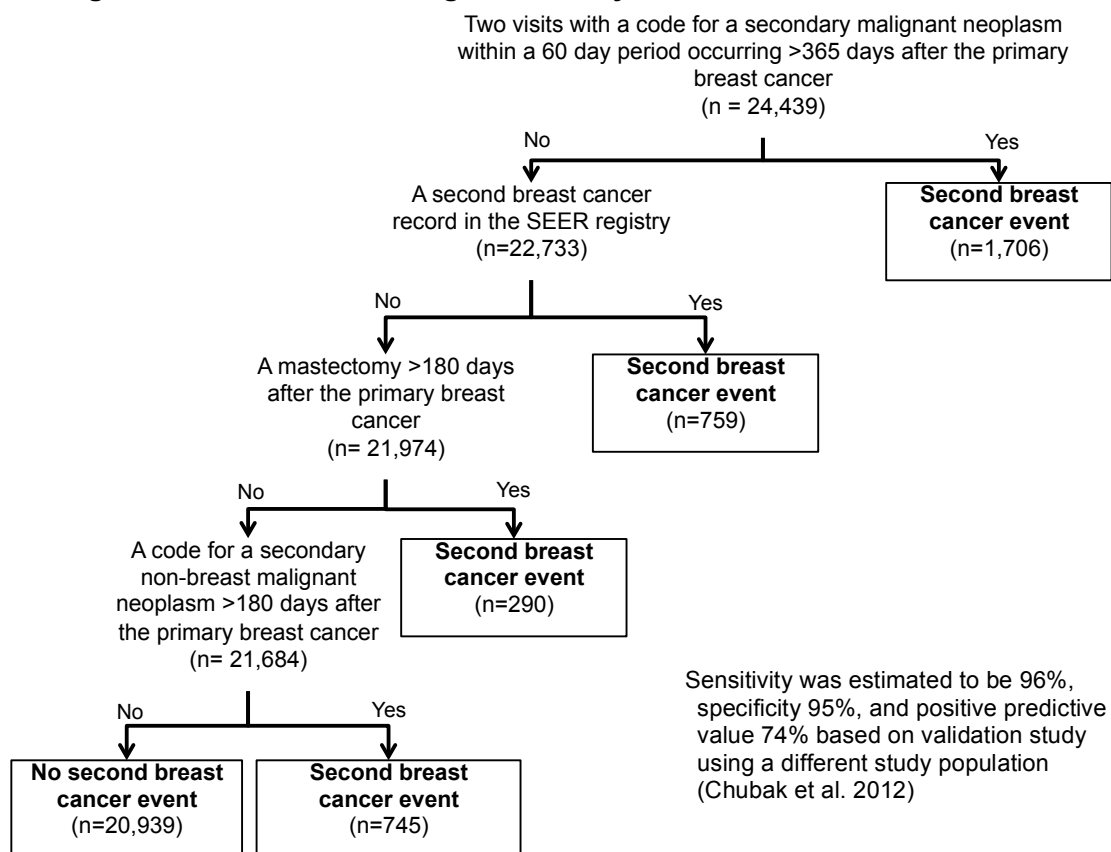 Two visits with a code for a secondary malignant neoplasm
within a 60 day period occurring >365 days after the primary
breast cancer
(n = 24,439)
No
Yes
A second breast cancer
record in the SEER registry
(n=22,733)
Second breast
cancer event
(n=1,706)
No
Yes
A mastectomy >180 days
after the primary breast
cancer
(n= 21,974)
Second breast
cancer event
(n=759)
No
Yes
A code for a secondary
non-breast malignant
neoplasm >180 days after
the primary breast cancer
(n= 21,684)
Second breast
cancer event
(n=290)
No
Yes
No second breast
cancer event
(n=20,939)
Second breast
cancer event
(n=745)
Sensitivity was estimated to be 96%,
specificity 95%, and positive predictive
value 74% based on validation study
using a different study population
(Chubak et al. 2012)